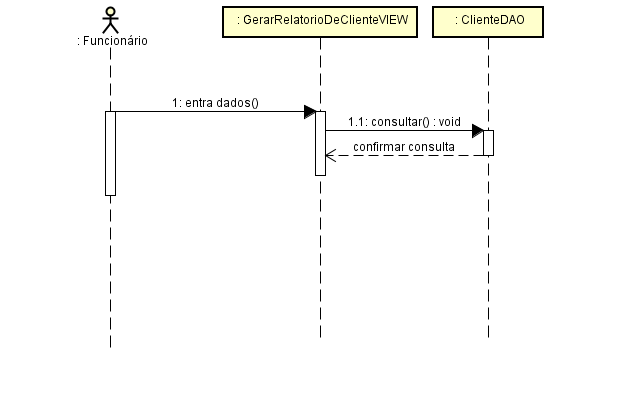 : Funcionário
: GerarRelatorioDeClienteVIEW
: ClienteDAO
1: entra dados()
1.1: consultar() : void
confirmar consulta